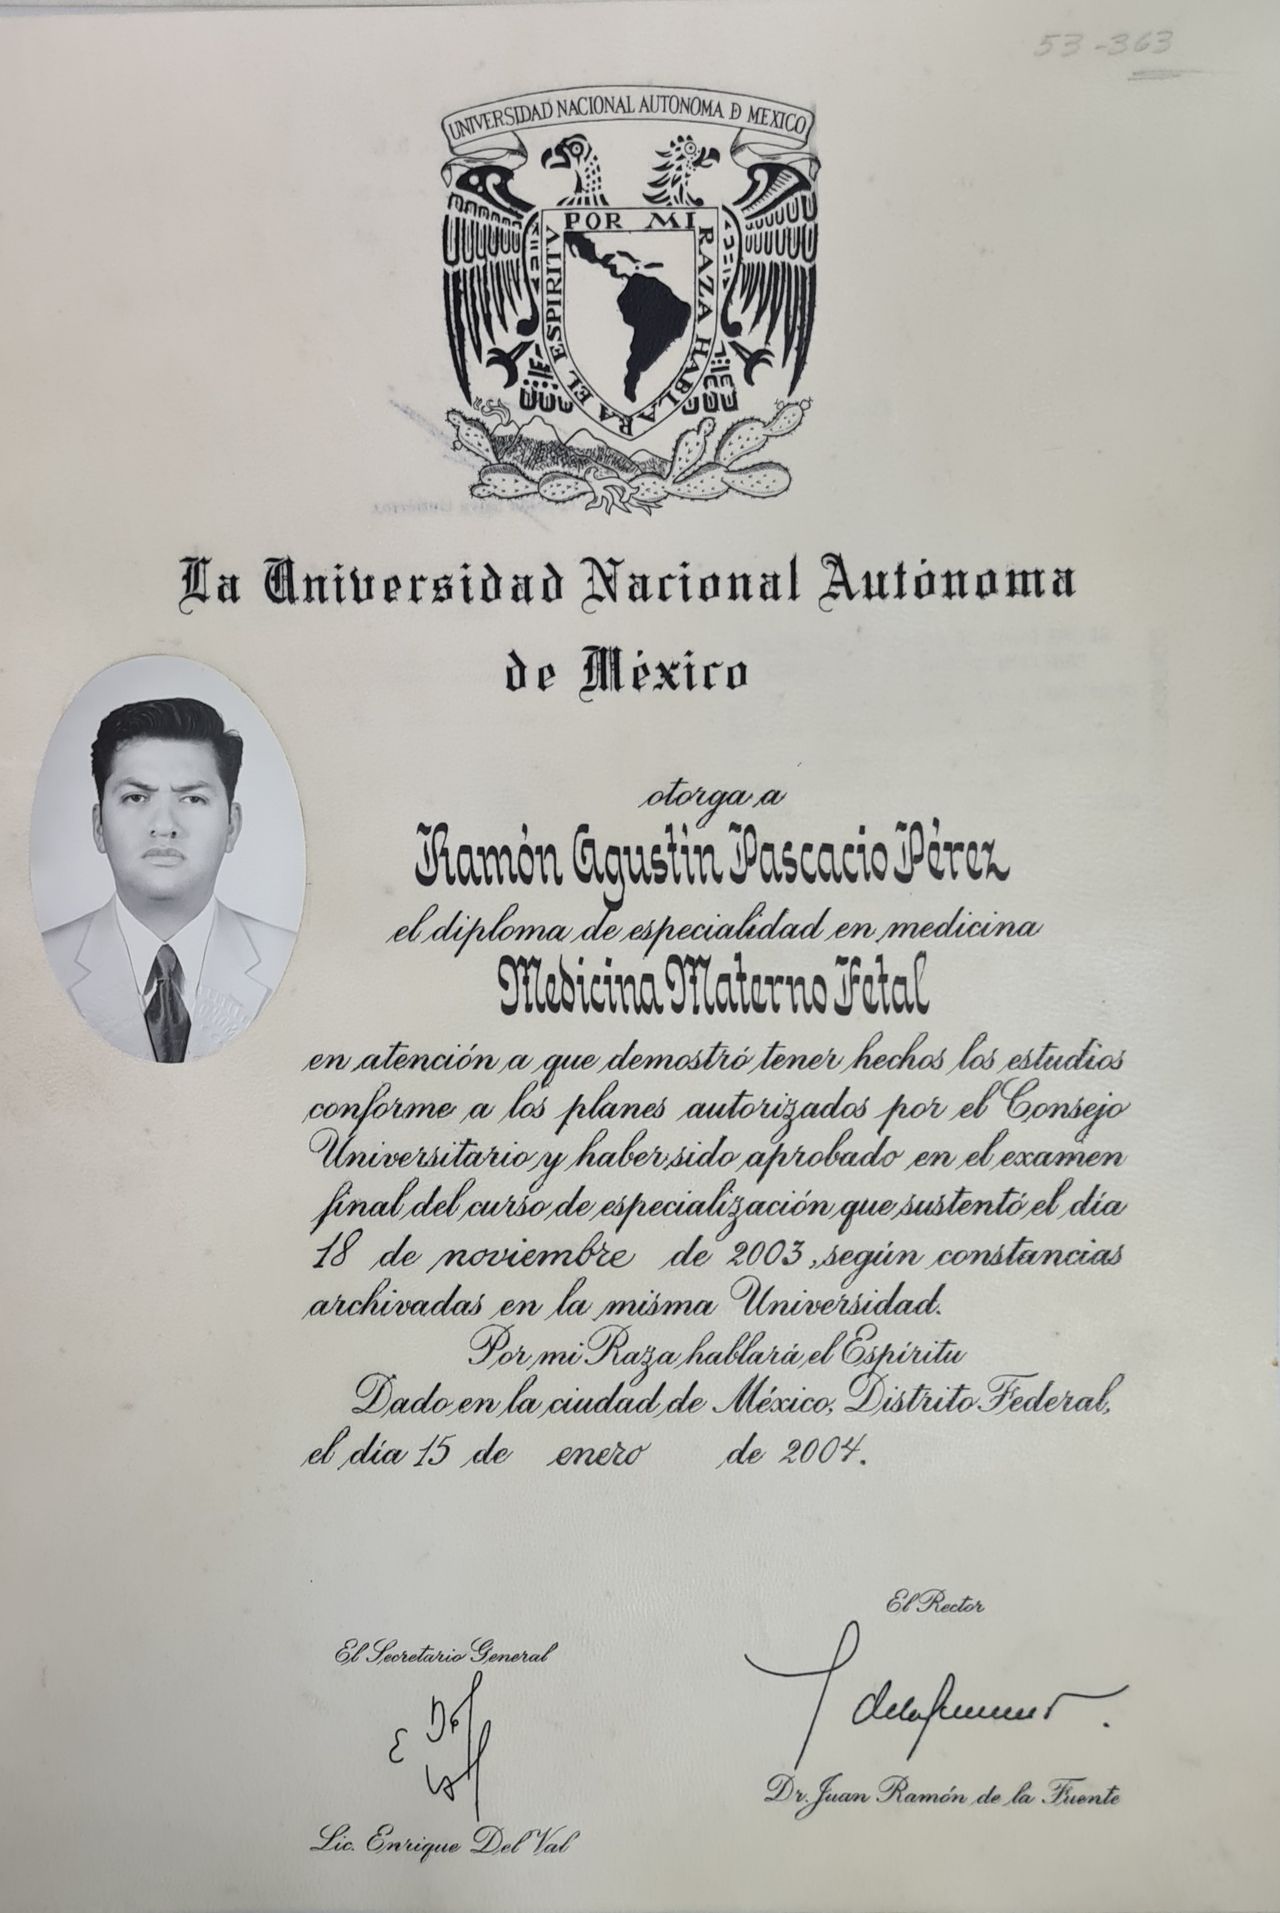 53-363
UNIVERSIDAD NACIONAL AUTONOMA D MEXICO
POR MI RAZA HABLARA EL ESPIRITV
La Universidad Nacional Autónoma
de México
otorga a
Ramón Agustín Pascacio Pérez
el diploma de especialidad en medicina
Medicina Materno Fetal
en atención a que demostró tener hechos los estudios
conforme a los planes autorizados por el Consejo
Universitario y haber sido aprobado en el examen
final del curso de especialización que sustentó el día
18 de noviembre de 2003, según constancias
archivadas en la misma Universidad.
Por mi Raza hablará el Espíritu
Dado en la ciudad de México, Distrito Federal,
el día 15 de enero de 2004.
El Rector
El Secretario General
Dr. Juan Ramón de la Fuente
Lic. Enrique Del Val